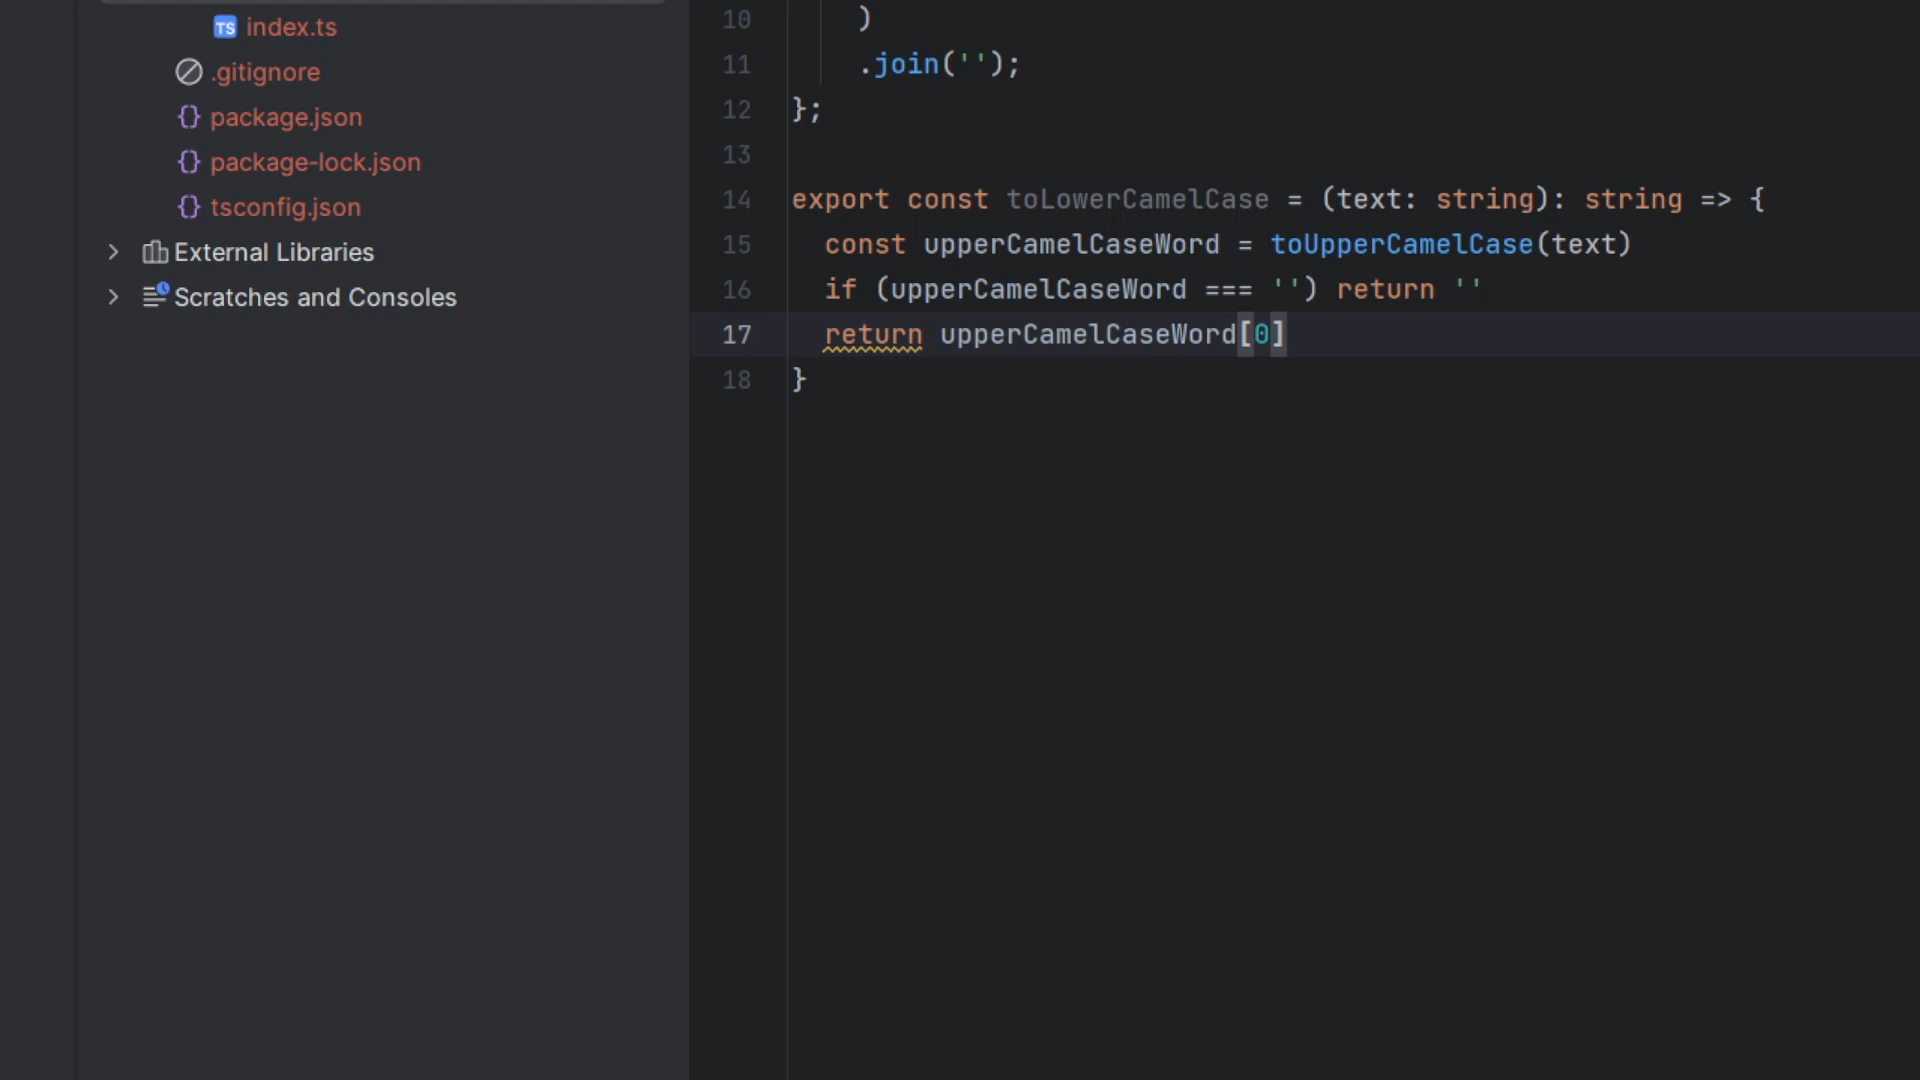 TS index.ts
.gitignore
{} package.json
{} package-lock.json
{} tsconfig.json
External Libraries
Scratches and Consoles
10 )
11 .join('');
12 };
13
14 export const toLowerCamelCase = (text: string): string => {
15 const upperCamelCaseWord = toUpperCamelCase(text)
16 if (upperCamelCaseWord === '') return ''
17 return upperCamelCaseWord[0]
18 }